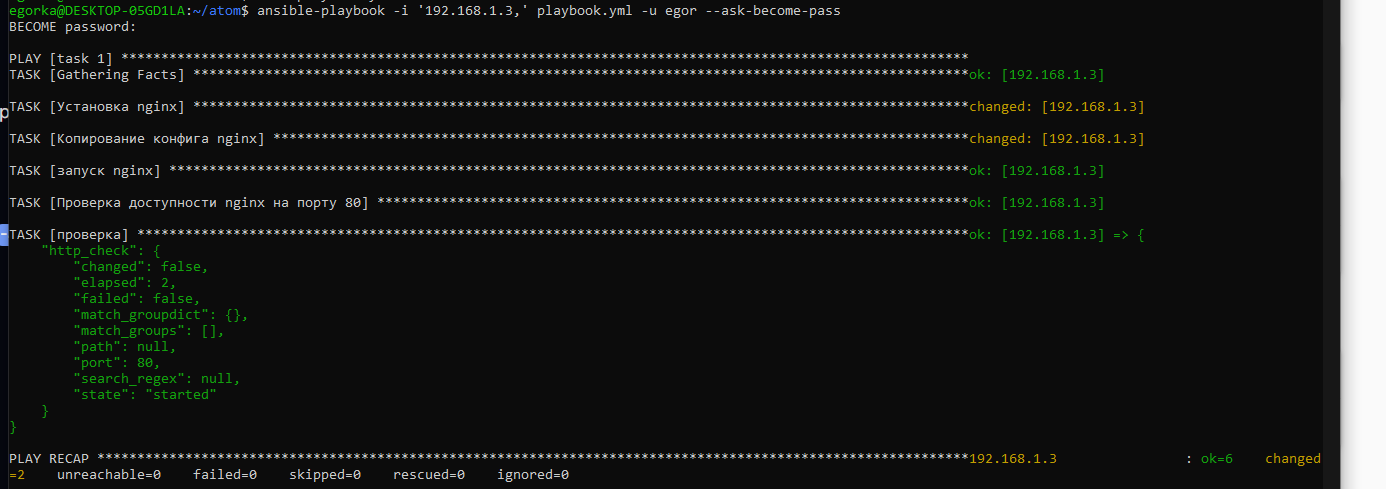 egorka@DESKTOP-05GD1LA:~/atom$ ansible-playbook -i '192.168.1.3,' playbook.yml -u egor --ask-become-pass
BECOME password:
PLAY [task 1] **********************************************************************************************************
TASK [Gathering Facts] *************************************************************************************************ok: [192.168.1.3]
TASK [Установка nginx] *************************************************************************************************changed: [192.168.1.3]
TASK [Копирование конфига nginx] ***************************************************************************************changed: [192.168.1.3]
TASK [запуск nginx] ****************************************************************************************************ok: [192.168.1.3]
TASK [Проверка доступности nginx на порту 80] **************************************************************************ok: [192.168.1.3]
TASK [проверка] ********************************************************************************************************ok: [192.168.1.3] => {
    "http_check": {
        "changed": false,
        "elapsed": 2,
        "failed": false,
        "match_groupdict": {},
        "match_groups": [],
        "path": null,
        "port": 80,
        "search_regex": null,
        "state": "started"
    }
}
PLAY RECAP *************************************************************************************************************192.168.1.3                : ok=6    changed
=2    unreachable=0    failed=0    skipped=0    rescued=0    ignored=0